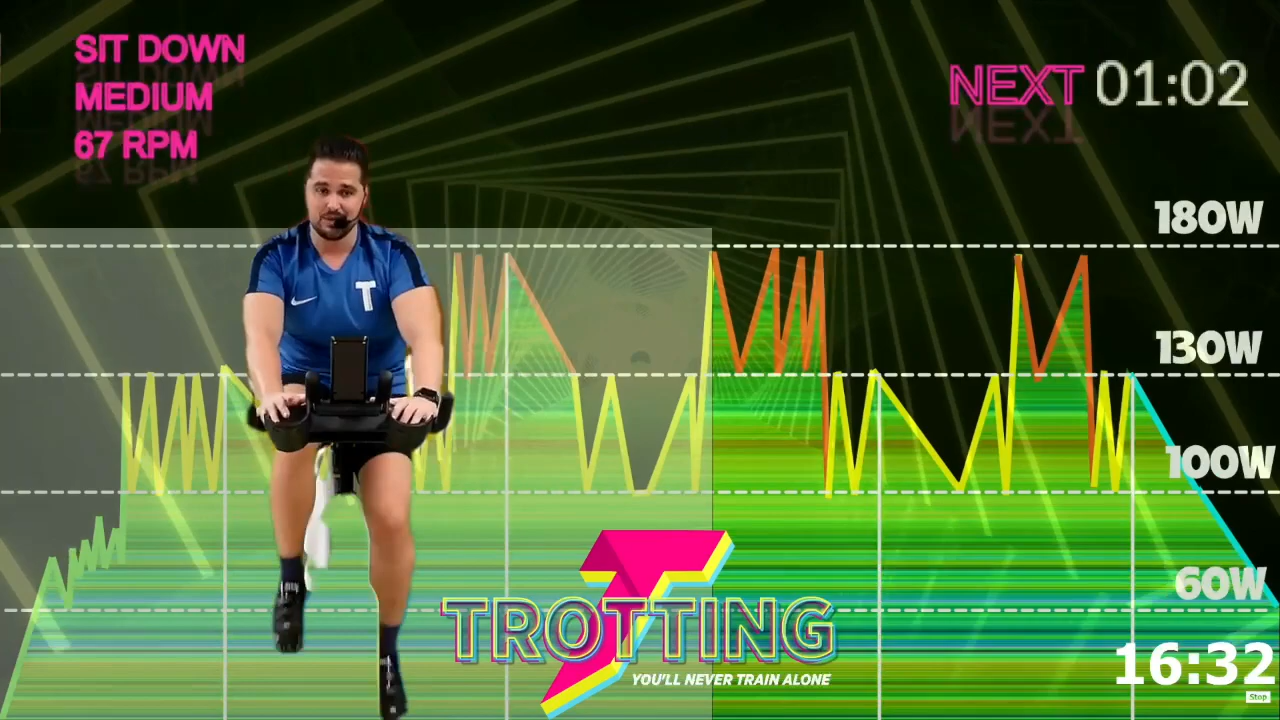 SIT DOWN
MEDIUM
67 RPM
NEXT 01:02
180W
130W
100W
60W
T
TROTTING
YOU'LL NEVER TRAIN ALONE
16:32
Stop